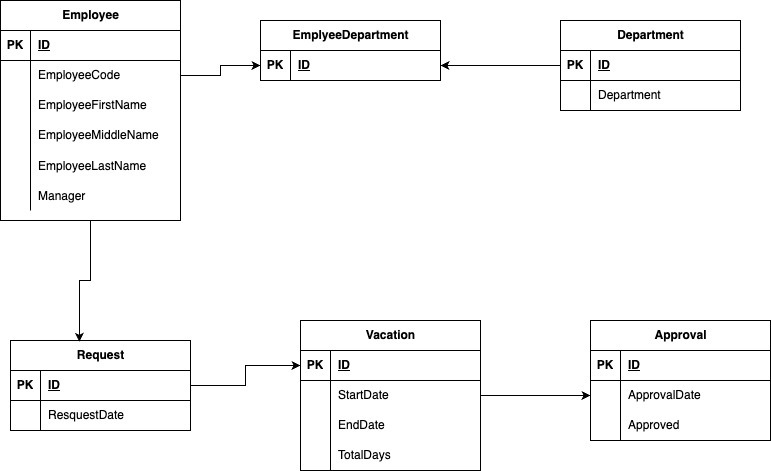 Employee
PK ID
EmployeeCode
EmployeeFirstName
EmployeeMiddleName
EmployeeLastName
Manager
EmplyeeDepartment
PK ID
Department
PK ID
Department
Request
PK ID
ResquestDate
Vacation
PK ID
StartDate
EndDate
TotalDays
Approval
PK ID
ApprovalDate
Approved